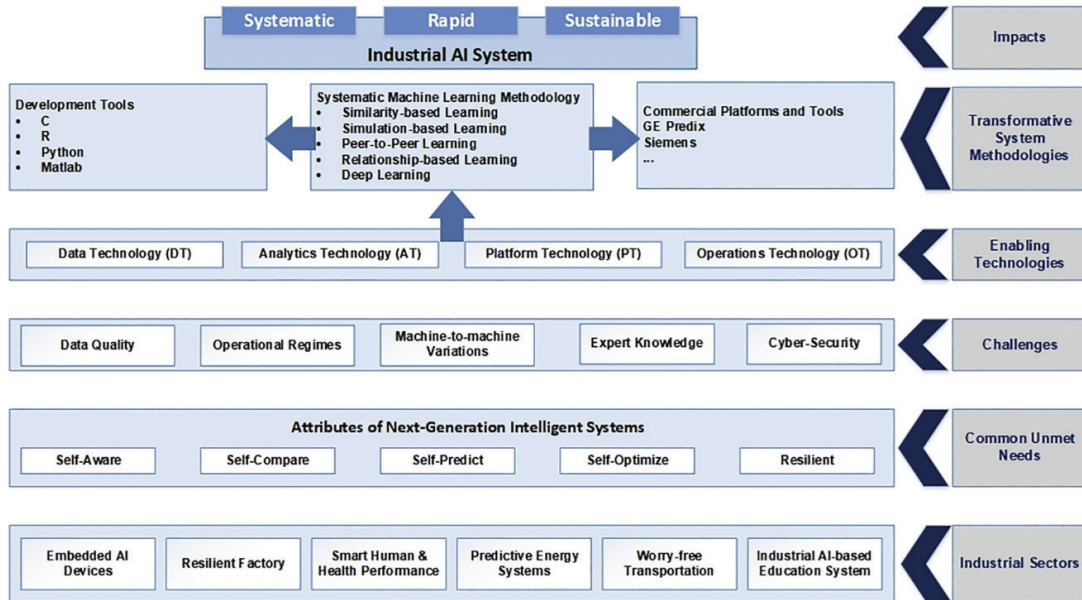 Systematic
Rapid
Sustainable
Industrial AI System
Impacts
Development Tools
• C
• R
• Python
• Matlab
Systematic Machine Learning Methodology
• Similarity-based Learning
• Simulation-based Learning
• Peer-to-Peer Learning
• Relationship-based Learning
• Deep Learning
Commercial Platforms and Tools
GE Predix
Siemens
...
Transformative
System
Methodologies
Data Technology (DT)
Analytics Technology (AT)
Platform Technology (PT)
Operations Technology (OT)
Enabling
Technologies
Data Quality
Operational Regimes
Machine-to-machine
Variations
Expert Knowledge
Cyber-Security
Challenges
Attributes of Next-Generation Intelligent Systems
Self-Aware
Self-Compare
Self-Predict
Self-Optimize
Resilient
Common Unmet
Needs
Embedded AI
Devices
Resilient Factory
Smart Human &
Health Performance
Predictive Energy
Systems
Worry-free
Transportation
Industrial AI-based
Education System
Industrial Sectors